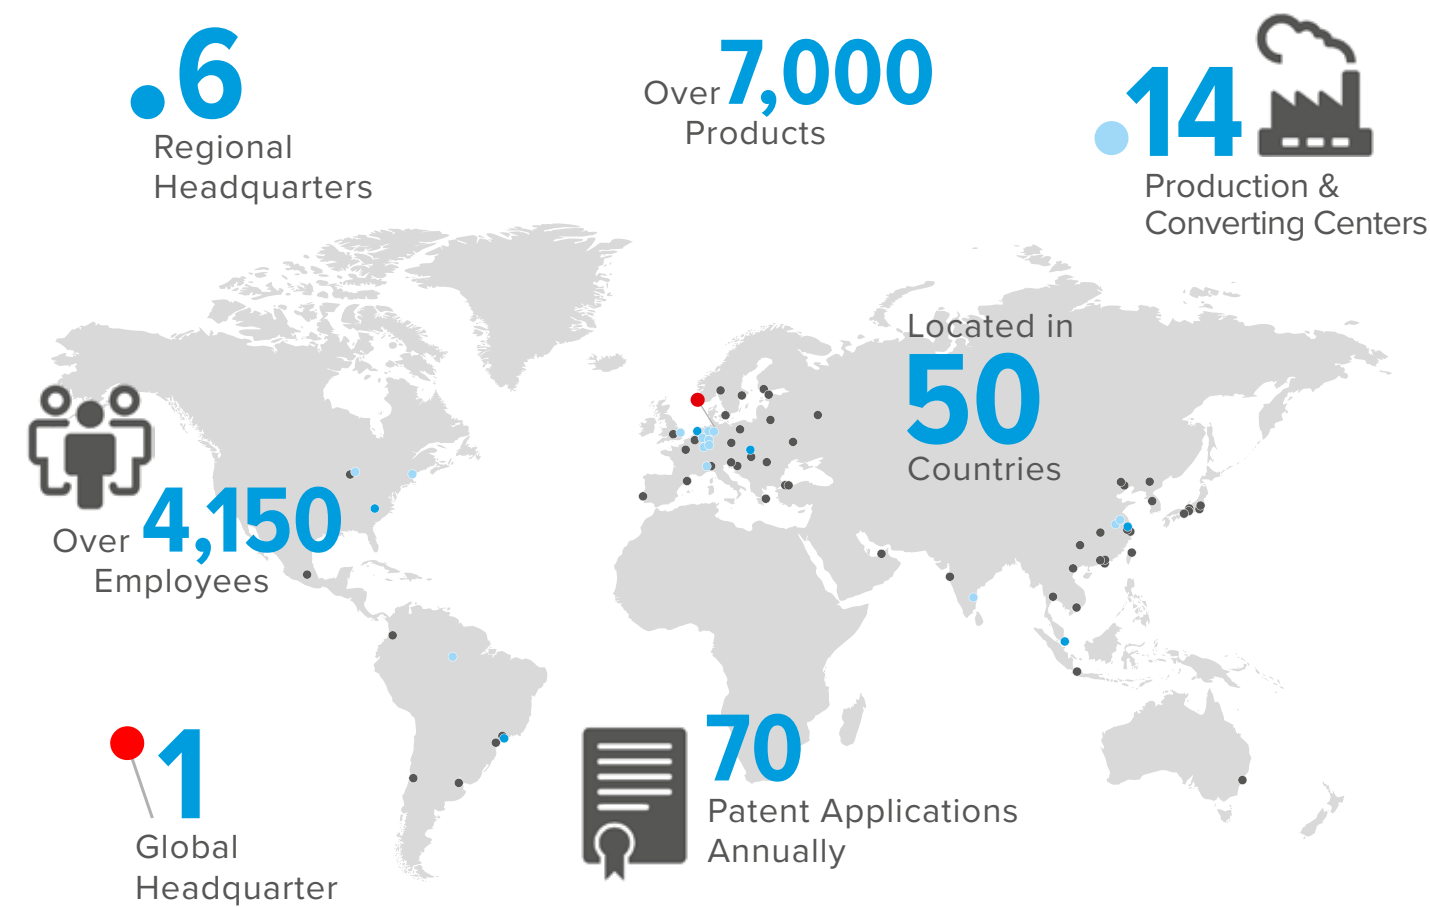 6
Regional
Headquarters
Over 7,000
Products
14
Production &
Converting Centers
Located in
50
Countries
Over 4,150
Employees
1
Global
Headquarter
70
Patent Applications
Annually